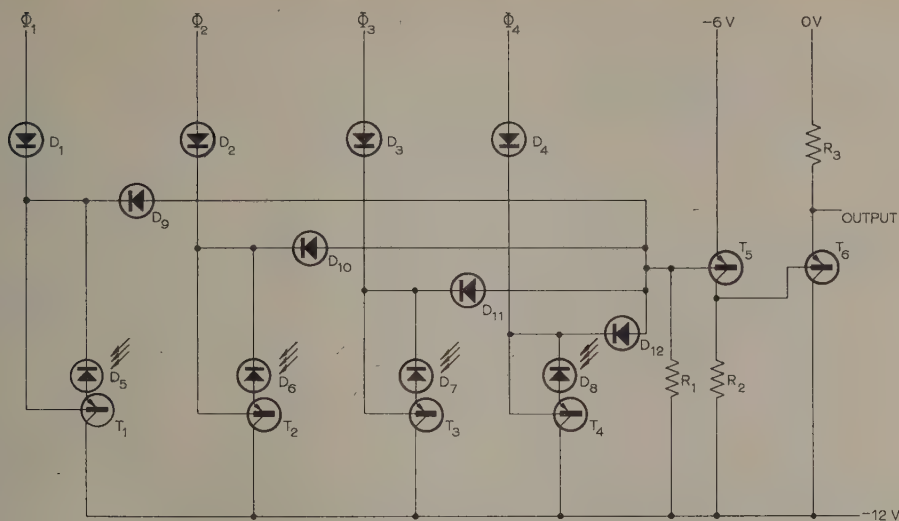 Φ1 Φ2 Φ3 Φ4 −6 V 0V
D1 D2 D3 D4 R3
D9 OUTPUT
D10 T5 T6
D11
D12
D5 D6 D7 D8 R1 R2
T1 T2 T3 T4
−12 V